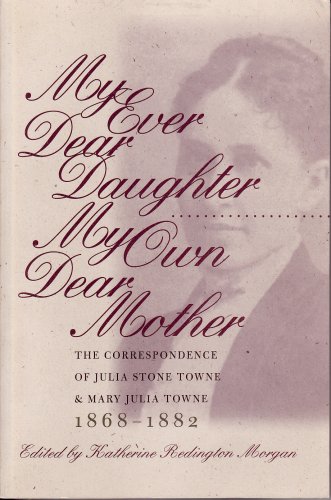 My Ever
Dear
Daughter
My Own
Dear
Mother
THE CORRESPONDENCE
OF JULIA STONE TOWNE
& MARY JULIA TOWNE
1868–1882
Edited by Katherine Redington Morgan